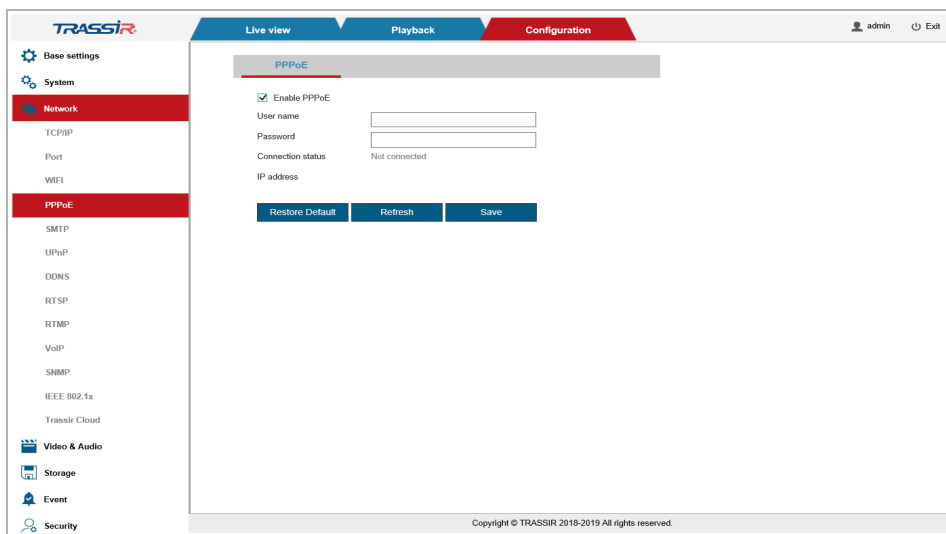 TRASSIR
Live view
Playback
Configuration
admin
Exit
Base settings
System
Network
TCP/IP
Port
WIFI
PPPoE
SMTP
UPnP
DDNS
RTSP
RTMP
VoIP
SNMP
IEEE 802.1x
Trassir Cloud
Video & Audio
Storage
Event
Security
PPPoE
Enable PPPoE
User name
Password
Connection status Not connected
IP address
Restore Default Refresh Save
Copyright © TRASSIR 2018-2019 All rights reserved.